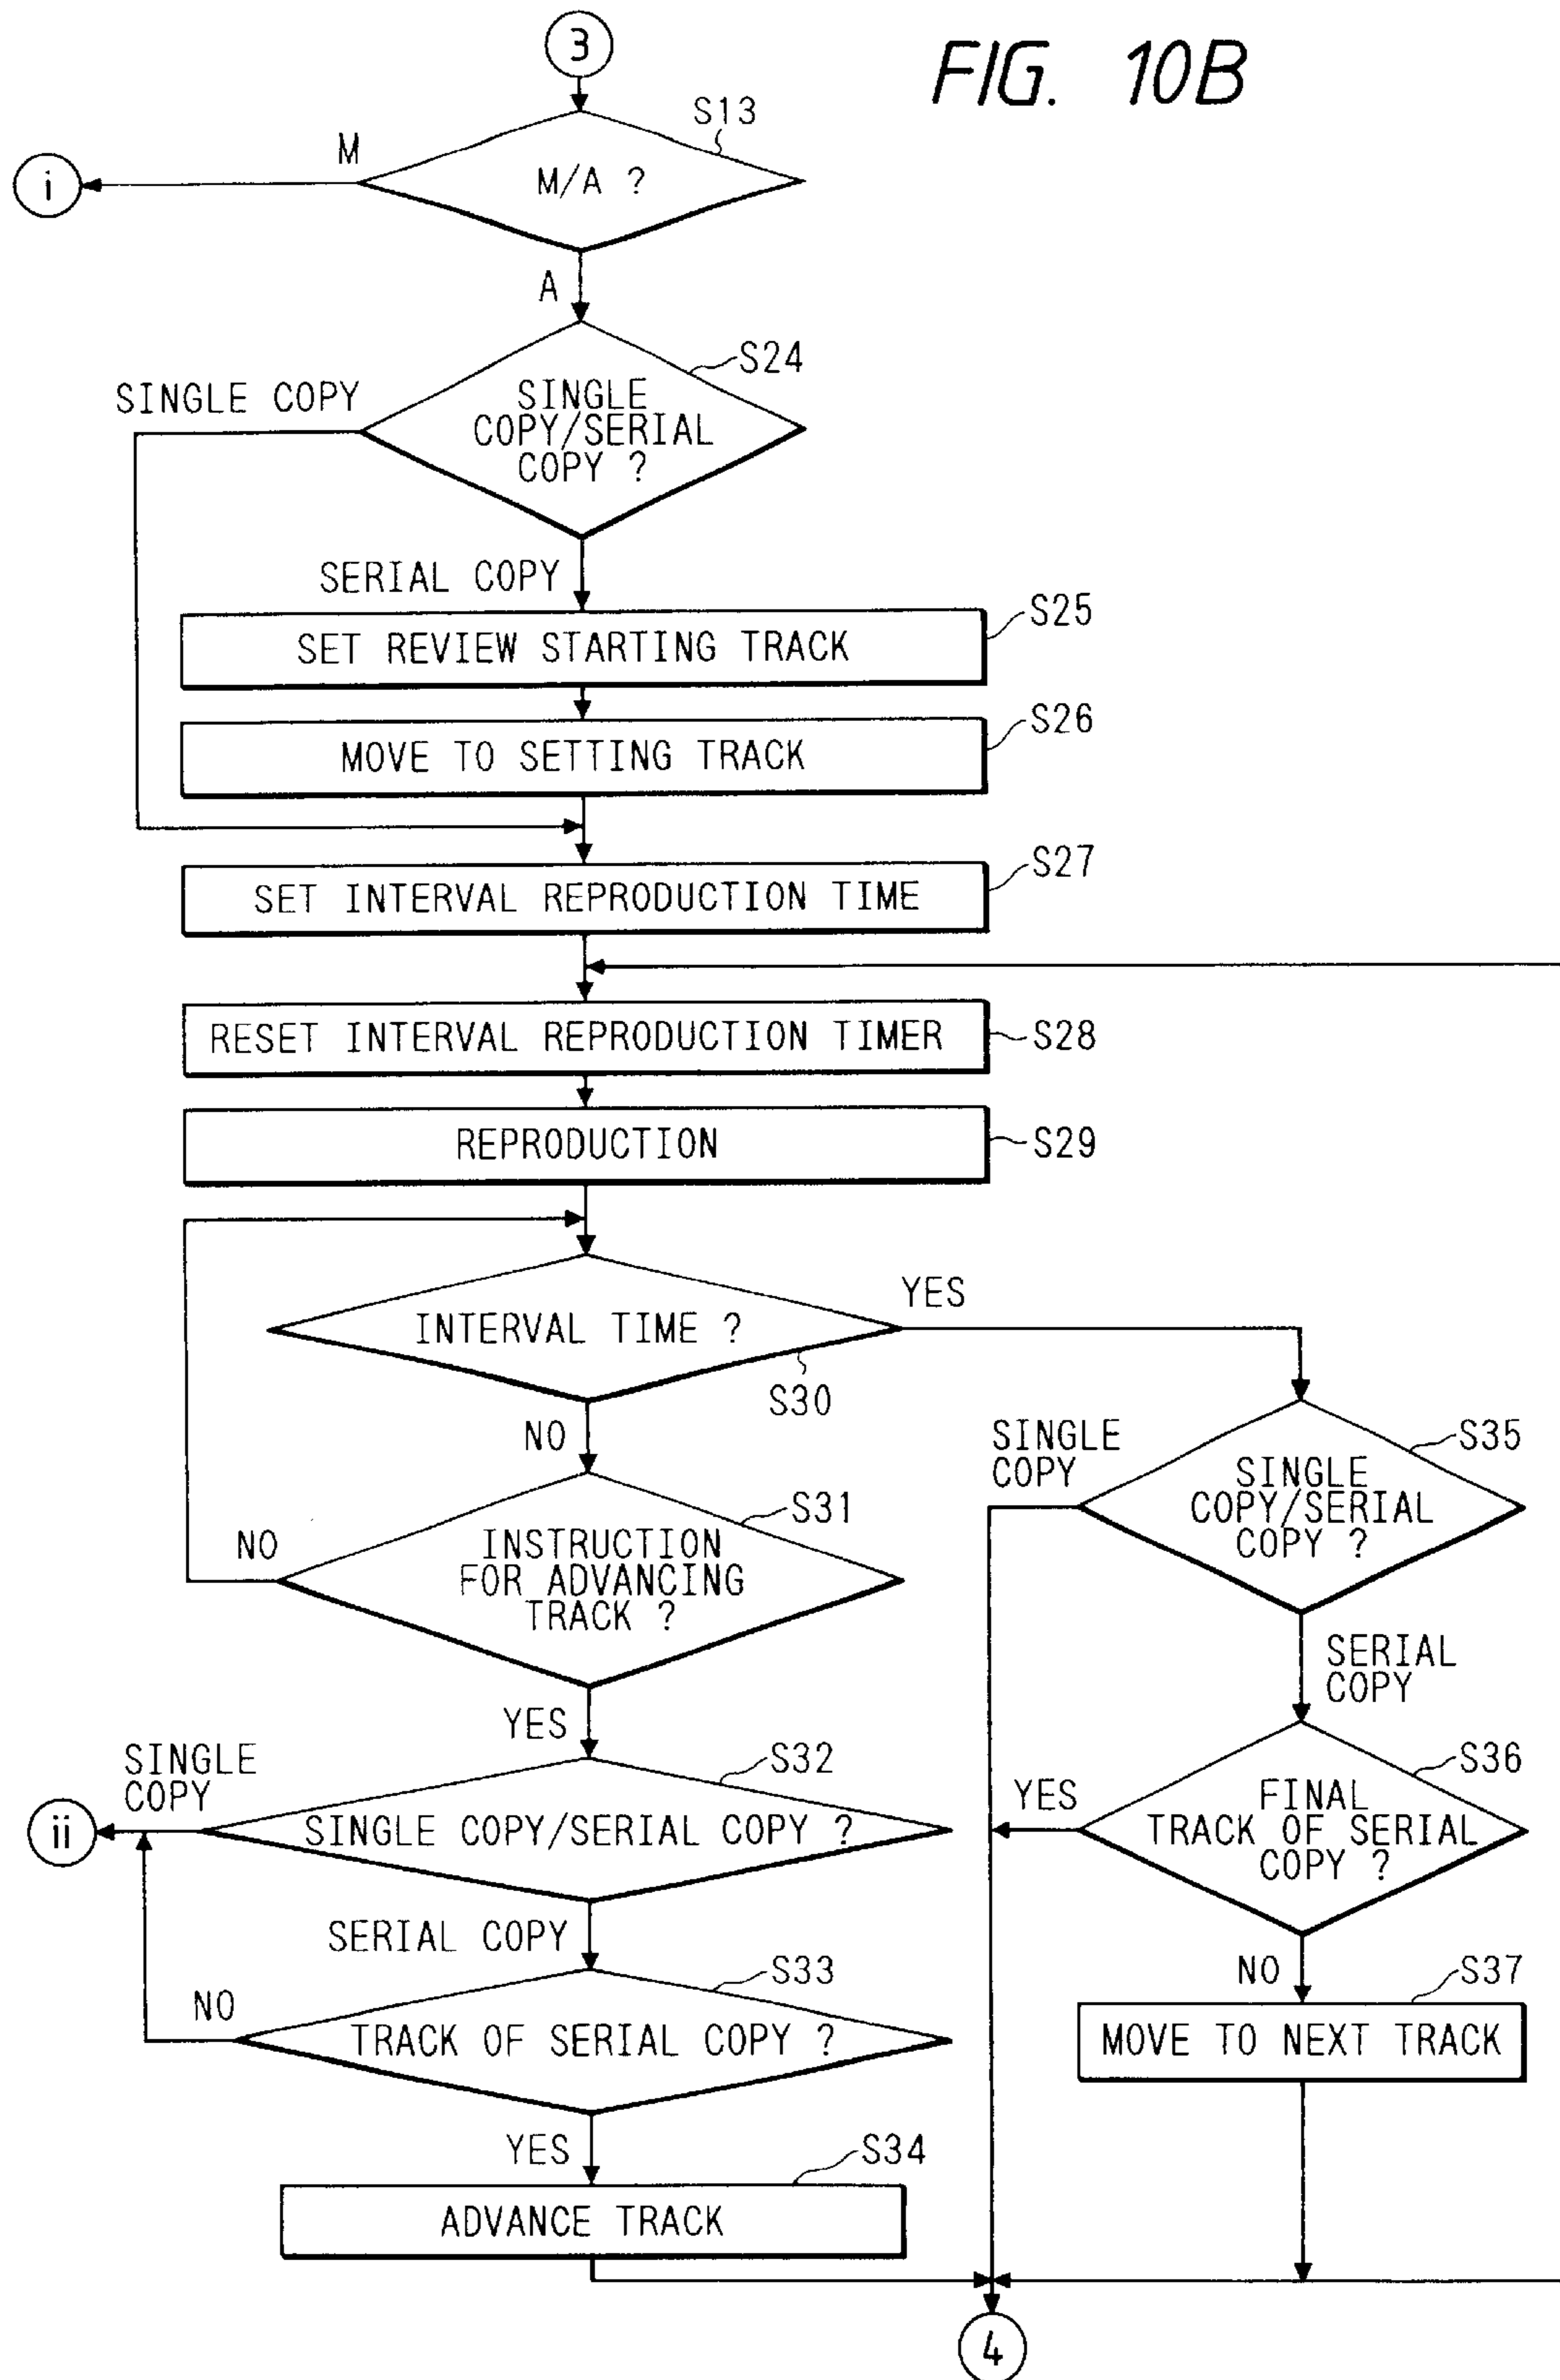 3
FIG. 10B
S13
M
i
M/A ?
A
S24
SINGLE COPY
SINGLE
COPY/SERIAL
COPY ?
SERIAL COPY
S25
SET REVIEW STARTING TRACK
S26
MOVE TO SETTING TRACK
S27
SET INTERVAL REPRODUCTION TIME
RESET INTERVAL REPRODUCTION TIMER
S28
REPRODUCTION
S29
YES
INTERVAL TIME ?
S30
NO
SINGLE
COPY
S35
SINGLE
COPY/SERIAL
COPY ?
S31
NO
INSTRUCTION
FOR ADVANCING
TRACK ?
SERIAL
COPY
YES
SINGLE
COPY
S32
S36
YES
ii
SINGLE COPY/SERIAL COPY ?
FINAL
TRACK OF SERIAL
COPY ?
SERIAL COPY
S33
NO
TRACK OF SERIAL COPY ?
NO
S37
MOVE TO NEXT TRACK
YES
S34
ADVANCE TRACK
4